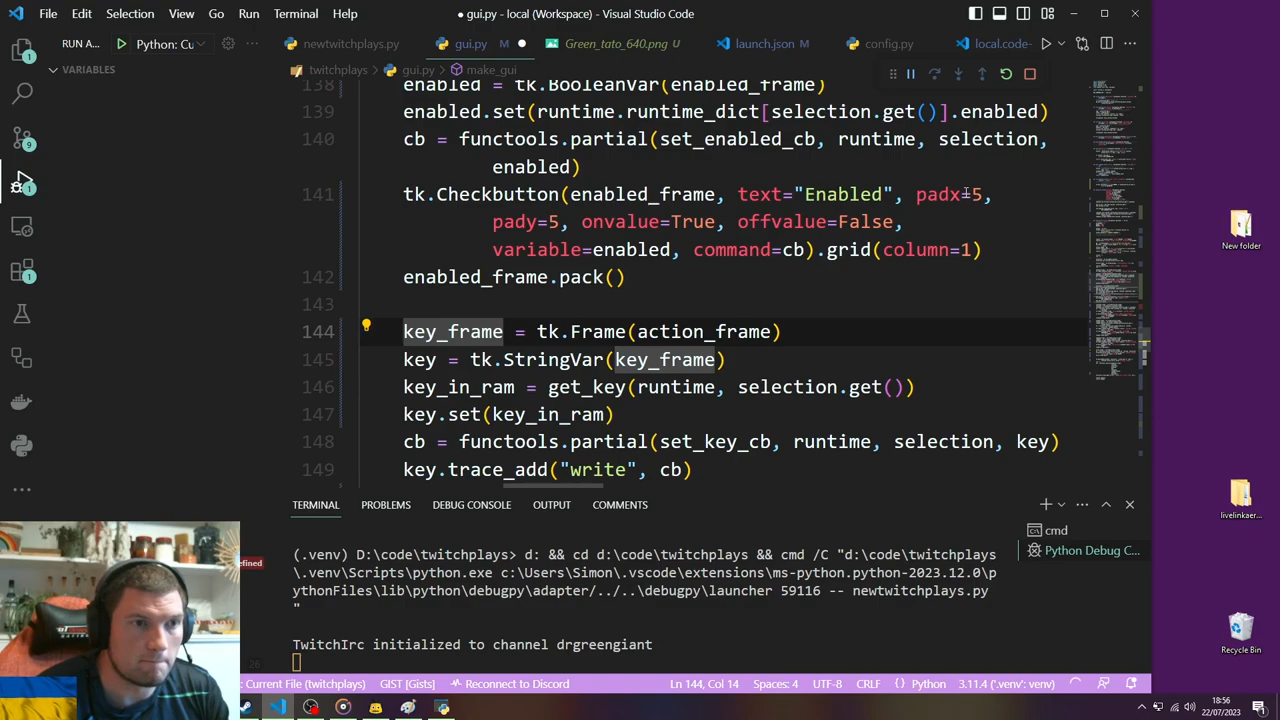 File Edit Selection View Go Run Terminal Help
● gui.py - local (Workspace) - Visual Studio Code
RUN A... Python: Cu
newtwitchplays.py gui.py M ● Green_tato_640.png U launch.json M config.py local.code-
VARIABLES
twitchplays > gui.py > make_gui
138 enabled = tk.BooleanVar(enabled_frame)
139 enabled.set(runtime.mutate_dict[selection.get()].enabled)
= functools.partial(set_enabled_cb, runtime, selection,
enabled)
tk.Checkbutton(enabled_frame, text="Enabled", padx=5,
pady=5, onvalue=True, offvalue=False,
variable=enabled, command=cb).grid(column=1)
142 enabled_frame.pack()
143
144 key_frame = tk.Frame(action_frame)
145 key = tk.StringVar(key_frame)
146 key_in_ram = get_key(runtime, selection.get())
147 key.set(key_in_ram)
148 cb = functools.partial(set_key_cb, runtime, selection, key)
149 key.trace_add("write", cb)
TERMINAL PROBLEMS DEBUG CONSOLE OUTPUT COMMENTS
cmd
Python Debug C...
(.venv) D:\code\twitchplays> d: && cd d:\code\twitchplays && cmd /C "d:\code\twitchplays
\.venv\Scripts\python.exe c:\Users\Simon\.vscode\extensions\ms-python.python-2023.12.0\p
ythonFiles\lib\python\debugpy\adapter/../..\debugpy\launcher 59116 -- newtwitchplays.py
"
TwitchIrc initialized to channel drgreengiant
efined
26
: Current File (twitchplays) GIST [Gists] Reconnect to Discord Ln 144, Col 14 Spaces: 4 UTF-8 CRLF Python 3.11.4 ('.venv': venv)
New folder
livelinkaer...
Recycle Bin
18:56
22/07/2023
1
1
9
1
1